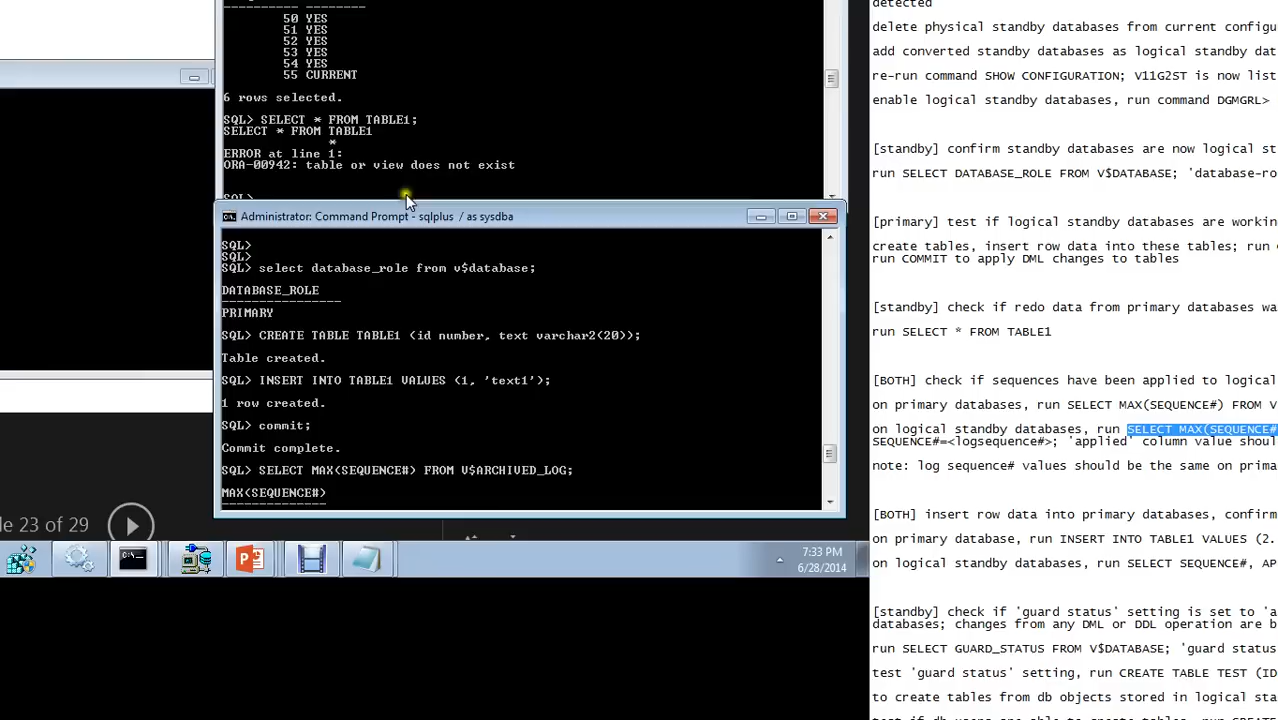 ---------- --------
50 YES
51 YES
52 YES
53 YES
54 YES
55 CURRENT
6 rows selected.
SQL> SELECT * FROM TABLE1;
SELECT * FROM TABLE1
*
ERROR at line 1:
ORA-00942: table or view does not exist
SQL>
Administrator: Command Prompt - sqlplus / as sysdba
SQL>
SQL>
SQL> select database_role from v$database;
DATABASE_ROLE
----------------
PRIMARY
SQL> CREATE TABLE TABLE1 (id number, text varchar2(20));
Table created.
SQL> INSERT INTO TABLE1 VALUES (1, 'text1');
1 row created.
SQL> commit;
Commit complete.
SQL> SELECT MAX(SEQUENCE#) FROM V$ARCHIVED_LOG;
MAX(SEQUENCE#)
--------------
le 23 of 29
7:33 PM
6/28/2014
detected
delete physical standby databases from current configu
add converted standby databases as logical standby dat
re-run command SHOW CONFIGURATION; V11G2ST is now li
enable logical standby databases, run command DGMGRL>
[standby] confirm standby databases are now logical st
run SELECT DATABASE_ROLE FROM V$DATABASE; 'database-ro
[primary] test if logical standby databases are workin
create tables, insert row data into these tables; run
run COMMIT to apply DML changes to tables
[standby] check if redo data from primary databases wa
run SELECT * FROM TABLE1
[BOTH] check if sequences have been applied to logical
on primary databases, run SELECT MAX(SEQUENCE#) FROM V
on logical standby databases, run SELECT MAX(SEQUENCE#
SEQUENCE#=<logsequence#>; 'applied' column value shoul
note: log sequence# values should be the same on prima
[BOTH] insert row data into primary databases, confirm
on primary database, run INSERT INTO TABLE1 VALUES (2.
on logical standby databases, run SELECT SEQUENCE#, AP
[standby] check if 'guard status' setting is set to 'a
databases; changes from any DML or DDL operation are b
run SELECT GUARD_STATUS FROM V$DATABASE; 'guard status
test 'guard status' setting, run CREATE TABLE TEST (ID
to create tables from db objects stored in logical sta